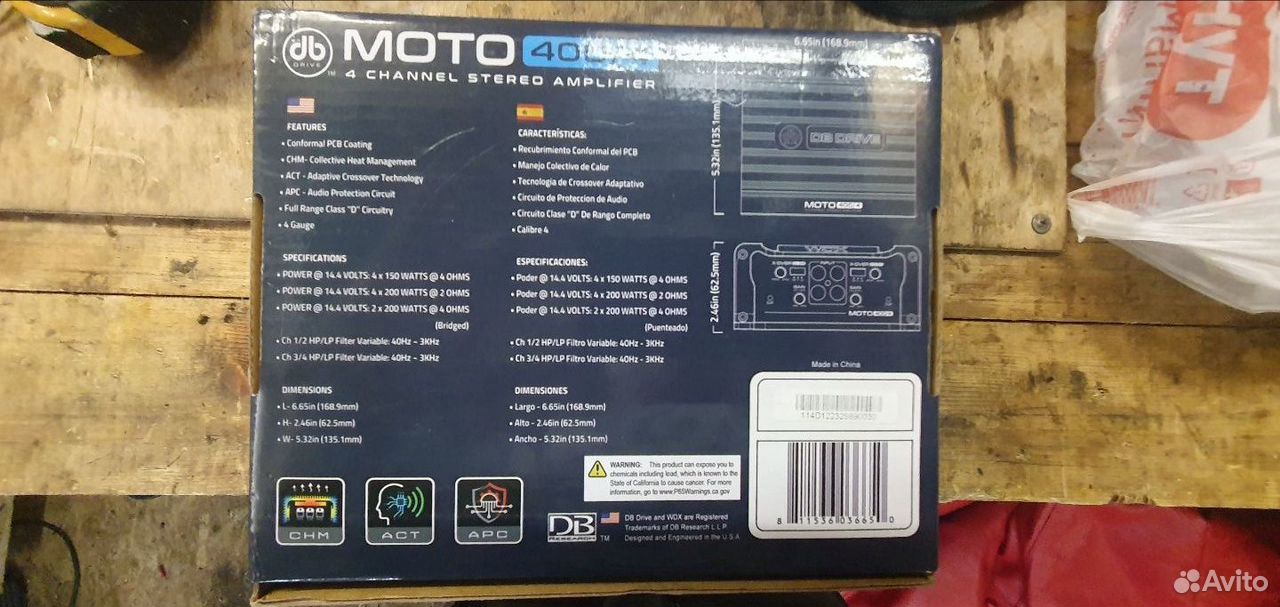 db
DRIVE
TM
MOTO
4 CHANNEL STEREO AMPLIFIER
FEATURES
• Conformal PCB Coating
• CHM- Collective Heat Management
• ACT - Adaptive Crossover Technology
• APC - Audio Protection Circuit
• Full Range Class "D" Circuitry
• 4 Gauge
SPECIFICATIONS
• POWER @ 14.4 VOLTS: 4 x 150 WATTS @ 4 OHMS
• POWER @ 14.4 VOLTS: 4 x 200 WATTS @ 2 OHMS
• POWER @ 14.4 VOLTS: 2 x 200 WATTS @ 4 OHMS
(Bridged)
• Ch 1/2 HP/LP Filter Variable: 40Hz ~ 3KHz
• Ch 3/4 HP/LP Filter Variable: 40Hz ~ 3KHz
DIMENSIONS
• L- 6.65in (168.9mm)
• H- 2.46in (62.5mm)
• W- 5.32in (135.1mm)
CARACTERÍSTICAS:
• Recubrimiento Conformal del PCB
• Manejo Colectivo de Calor
• Tecnologia de Crossover Adaptativo
• Circuito de Proteccion de Audio
• Circuito Clase "D" De Rango Completo
• Calibre 4
ESPECIFICACIONES:
• Poder @ 14.4 VOLTS: 4 x 150 WATTS @ 4 OHMS
• Poder @ 14.4 VOLTS: 4 x 200 WATTS @ 2 OHMS
• Poder @ 14.4 VOLTS: 2 x 200 WATTS @ 4 OHMS
(Puenteado)
• Ch 1/2 HP/LP Filtro Variable: 40Hz - 3KHz
• Ch 3/4 HP/LP Filtro Variable: 40Hz - 3KHz
DIMENSIONES
• Largo - 6.65in (168.9mm)
• Alto - 2.46in (62.5mm)
• Ancho - 5.32in (135.1mm)
6.65in (168.9mm)
5.32in (135.1mm)
DB DRIVE
MOTO
2.46in (62.5mm)
INPUT
GAIN
GAIN
MOTO
Made in China
8 11536 03665 0
WARNING: This product can expose you to
chemicals including lead, which is known to the
State of California to cause cancer. For more
information, go to www.P65Warnings.ca.gov
CHM
ACT
APC
DB
RESEARCH
TM
DB Drive and WDX are Registered
Trademarks of DB Research L.L.P.
Designed and Engineered in the U.S.A
Avito